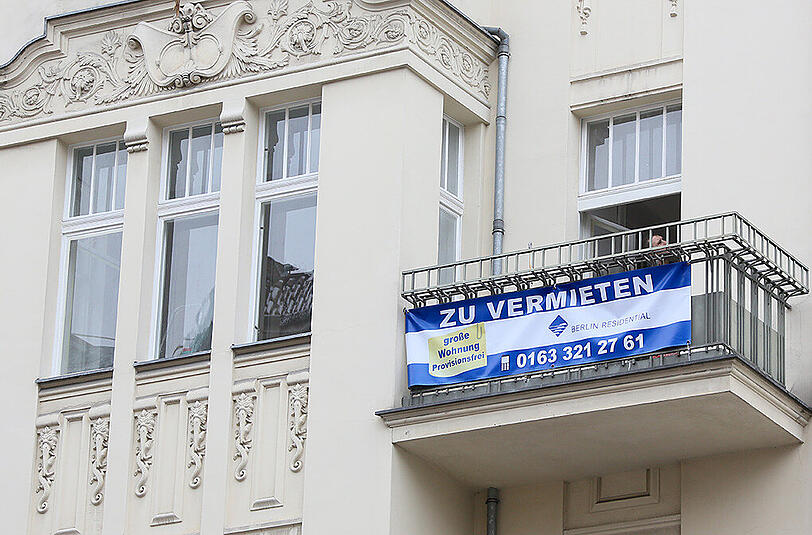 ZU VERMIETEN
große
Wohnung
Provisionsfrei
BERLIN RESIDENTIAL
0163 321 27 61